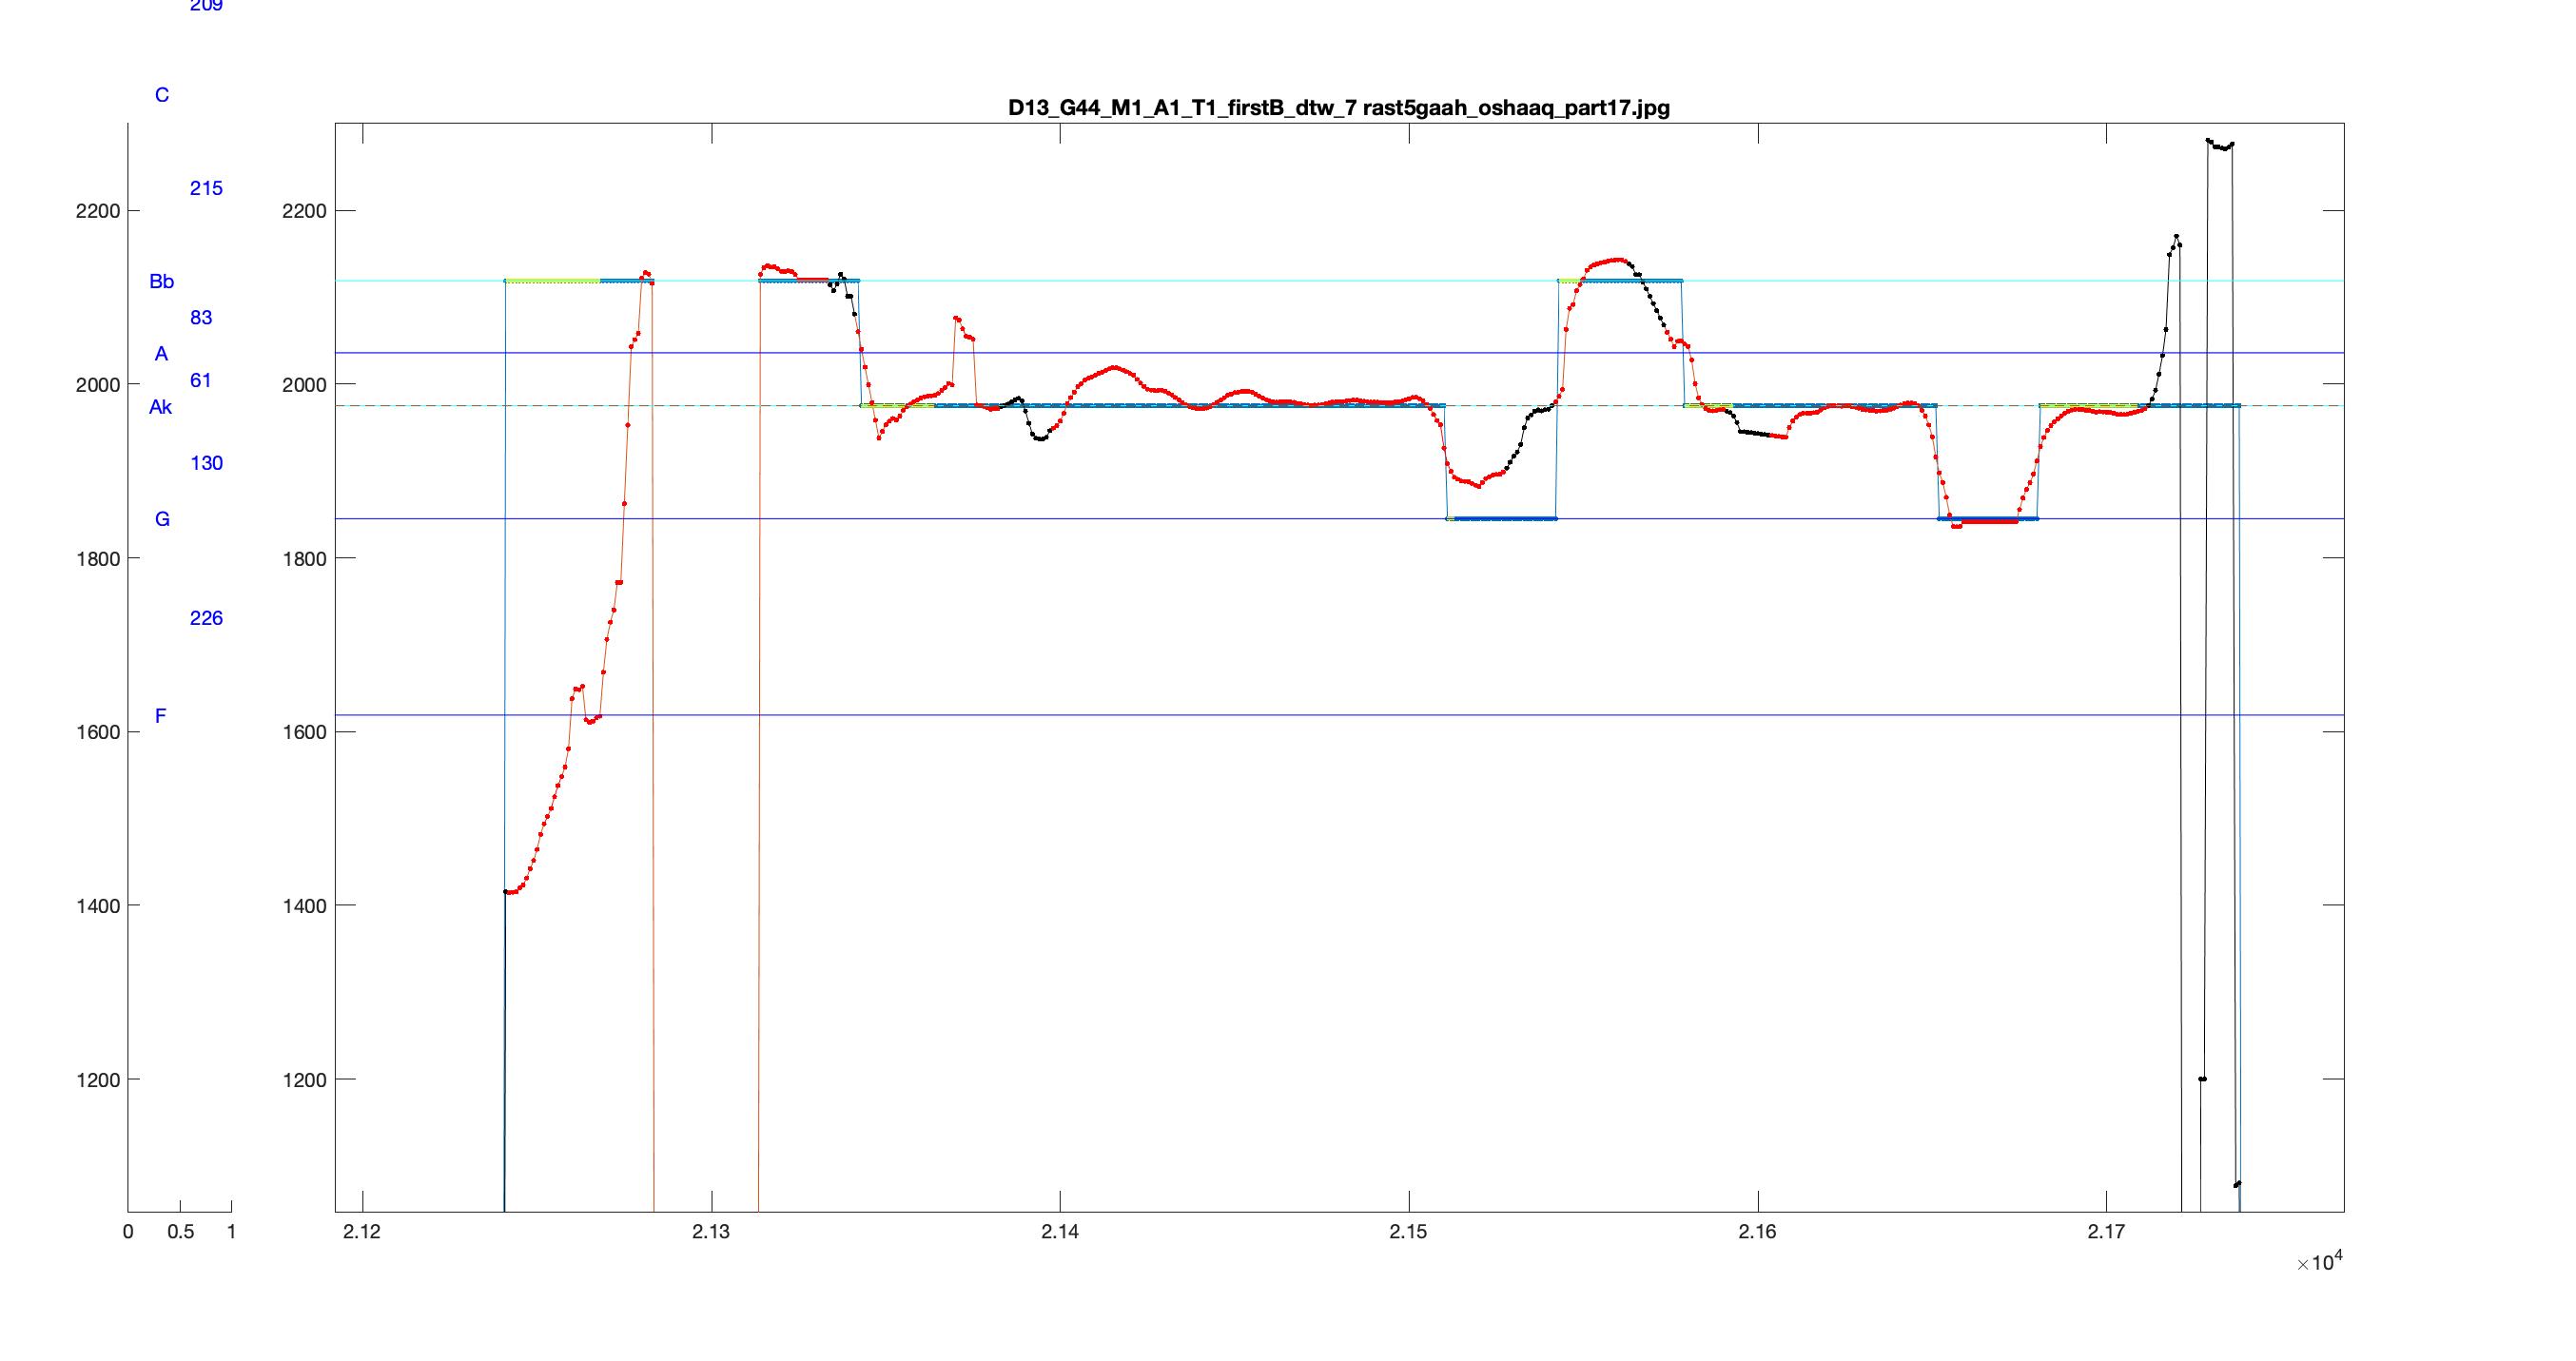 209
C
D13_G44_M1_A1_T1_firstB_dtw_7 rast5gaah_oshaaq_part17.jpg
215
2200 2200
Bb
83
A
61
2000 2000
Ak
130
G
1800 1800
226
F
1600 1600
1400 1400
1200 1200
0 0.5 1 2.12 2.13 2.14 2.15 2.16 2.17
×10⁴